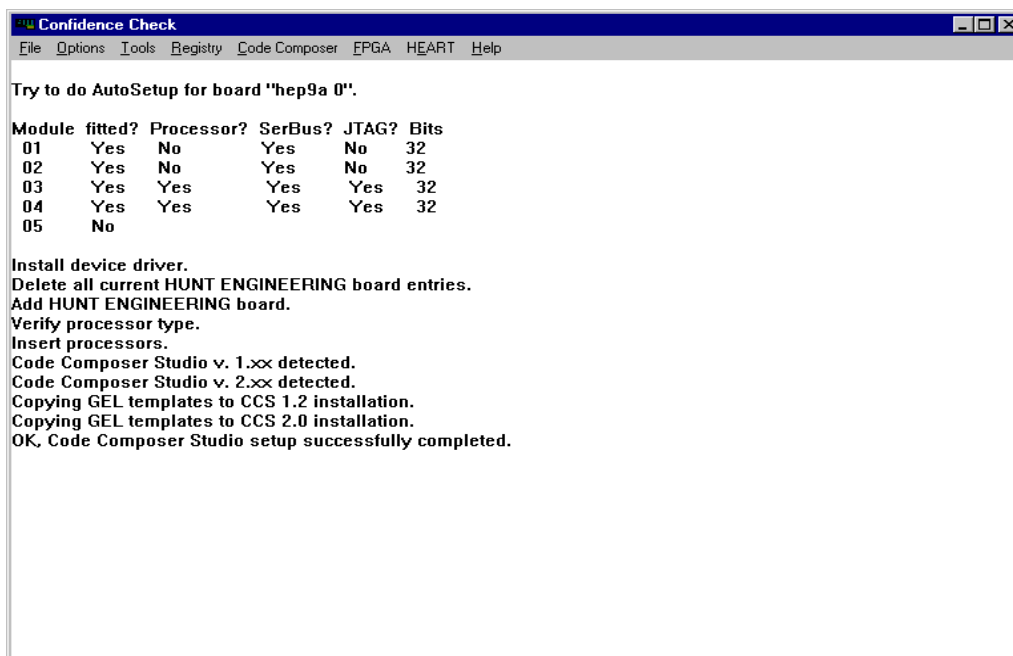 Confidence Check
File Options Tools Registry Code Composer FPGA HEART Help
Try to do AutoSetup for board "hep9a 0".
Module fitted? Processor? SerBus? JTAG? Bits
01 Yes No Yes No 32
02 Yes No Yes No 32
03 Yes Yes Yes Yes 32
04 Yes Yes Yes Yes 32
05 No
Install device driver.
Delete all current HUNT ENGINEERING board entries.
Add HUNT ENGINEERING board.
Verify processor type.
Insert processors.
Code Composer Studio v. 1.xx detected.
Code Composer Studio v. 2.xx detected.
Copying GEL templates to CCS 1.2 installation.
Copying GEL templates to CCS 2.0 installation.
OK, Code Composer Studio setup successfully completed.